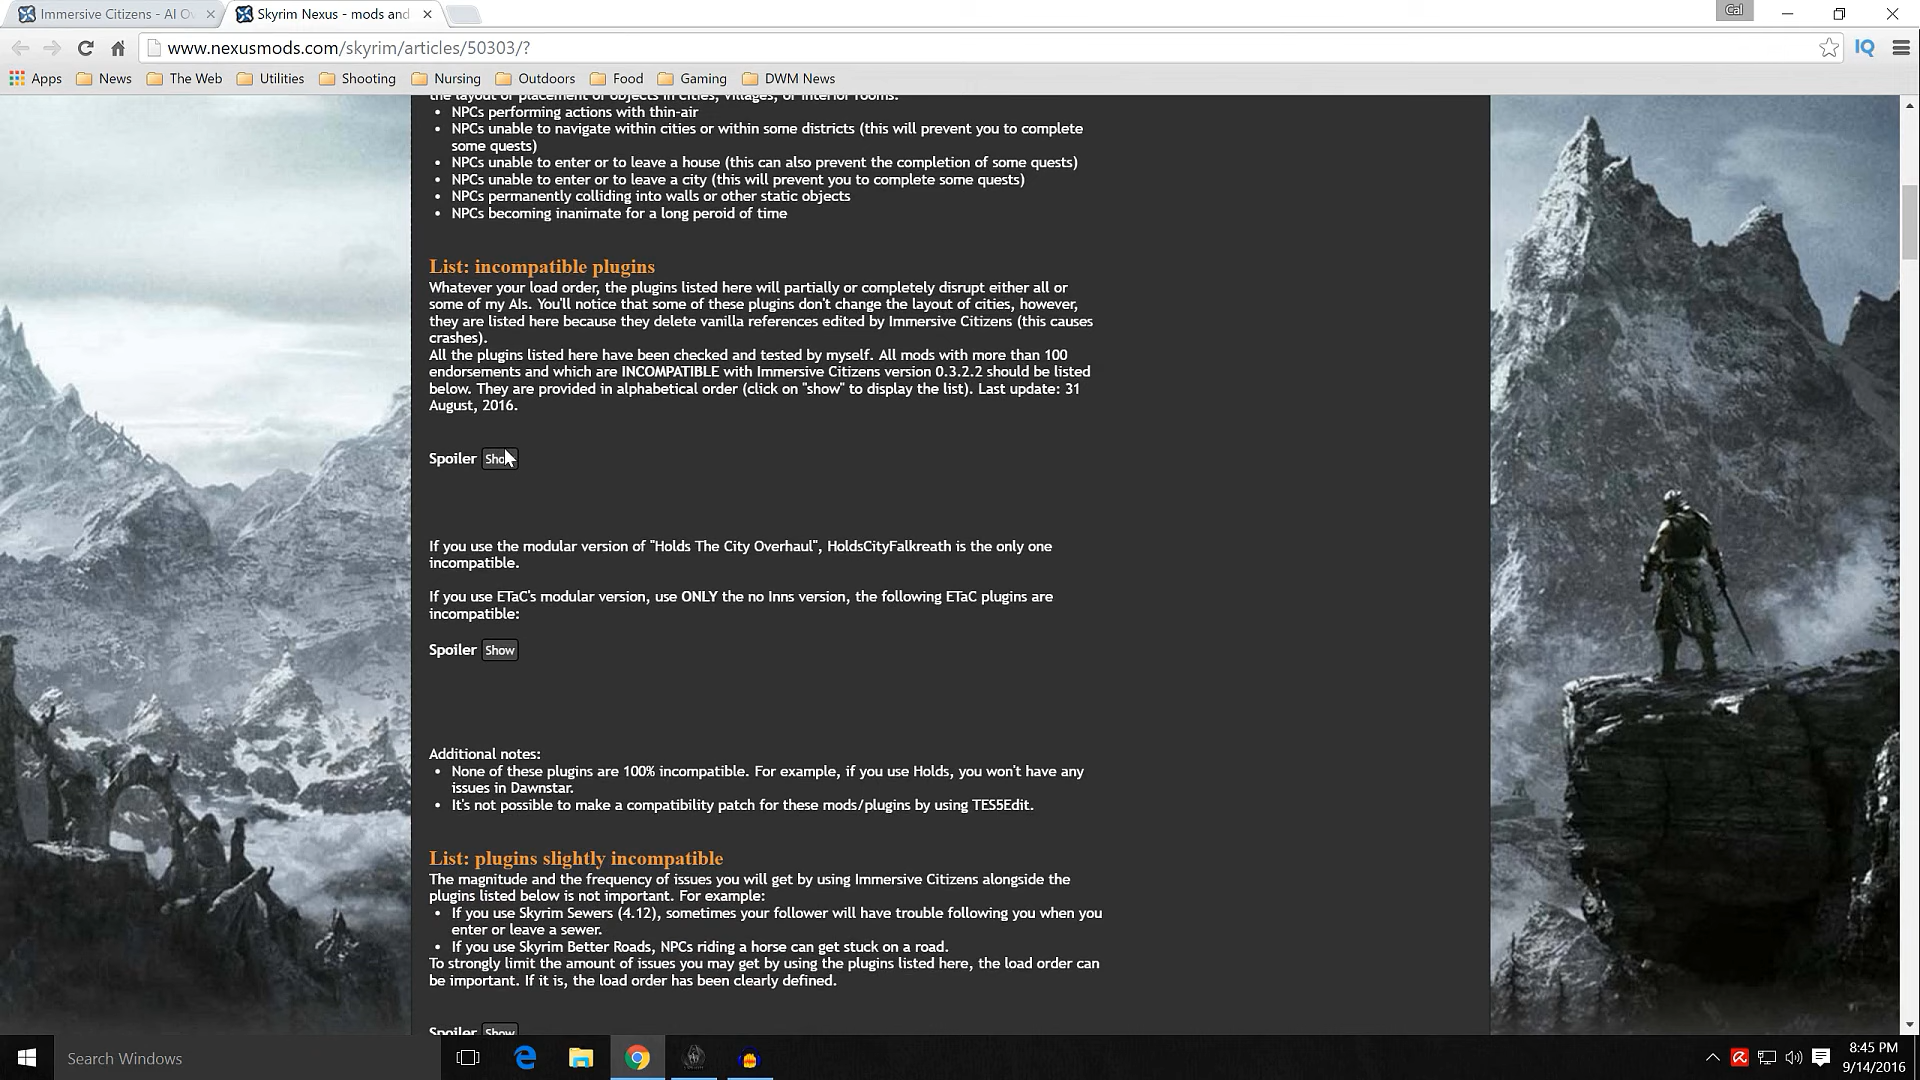 Immersive Citizens - AI O
Skyrim Nexus - mods and
Cal
www.nexusmods.com/skyrim/articles/50303/?
IQ
Apps News The Web Utilities Shooting Nursing Outdoors Food Gaming DWM News
the layout of placement of objects in cities, villages, or interior rooms.
• NPCs performing actions with thin-air
• NPCs unable to navigate within cities or within some districts (this will prevent you to complete
some quests)
• NPCs unable to enter or to leave a house (this can also prevent the completion of some quests)
• NPCs unable to enter or to leave a city (this will prevent you to complete some quests)
• NPCs permanently colliding into walls or other static objects
• NPCs becoming inanimate for a long peroid of time
List: incompatible plugins
Whatever your load order, the plugins listed here will partially or completely disrupt either all or
some of my AIs. You'll notice that some of these plugins don't change the layout of cities, however,
they are listed here because they delete vanilla references edited by Immersive Citizens (this causes
crashes).
All the plugins listed here have been checked and tested by myself. All mods with more than 100
endorsements and which are INCOMPATIBLE with Immersive Citizens version 0.3.2.2 should be listed
below. They are provided in alphabetical order (click on "show" to display the list). Last update: 31
August, 2016.
Spoiler Show
If you use the modular version of "Holds The City Overhaul", HoldsCityFalkreath is the only one
incompatible.
If you use ETaC's modular version, use ONLY the no Inns version, the following ETaC plugins are
incompatible:
Spoiler Show
Additional notes:
• None of these plugins are 100% incompatible. For example, if you use Holds, you won't have any
issues in Dawnstar.
• It's not possible to make a compatibility patch for these mods/plugins by using TES5Edit.
List: plugins slightly incompatible
The magnitude and the frequency of issues you will get by using Immersive Citizens alongside the
plugins listed below is not important. For example:
• If you use Skyrim Sewers (4.12), sometimes your follower will have trouble following you when you
enter or leave a sewer.
• If you use Skyrim Better Roads, NPCs riding a horse can get stuck on a road.
To strongly limit the amount of issues you may get by using the plugins listed here, the load order can
be important. If it is, the load order has been clearly defined.
Spoiler Show
Search Windows
8:45 PM
9/14/2016